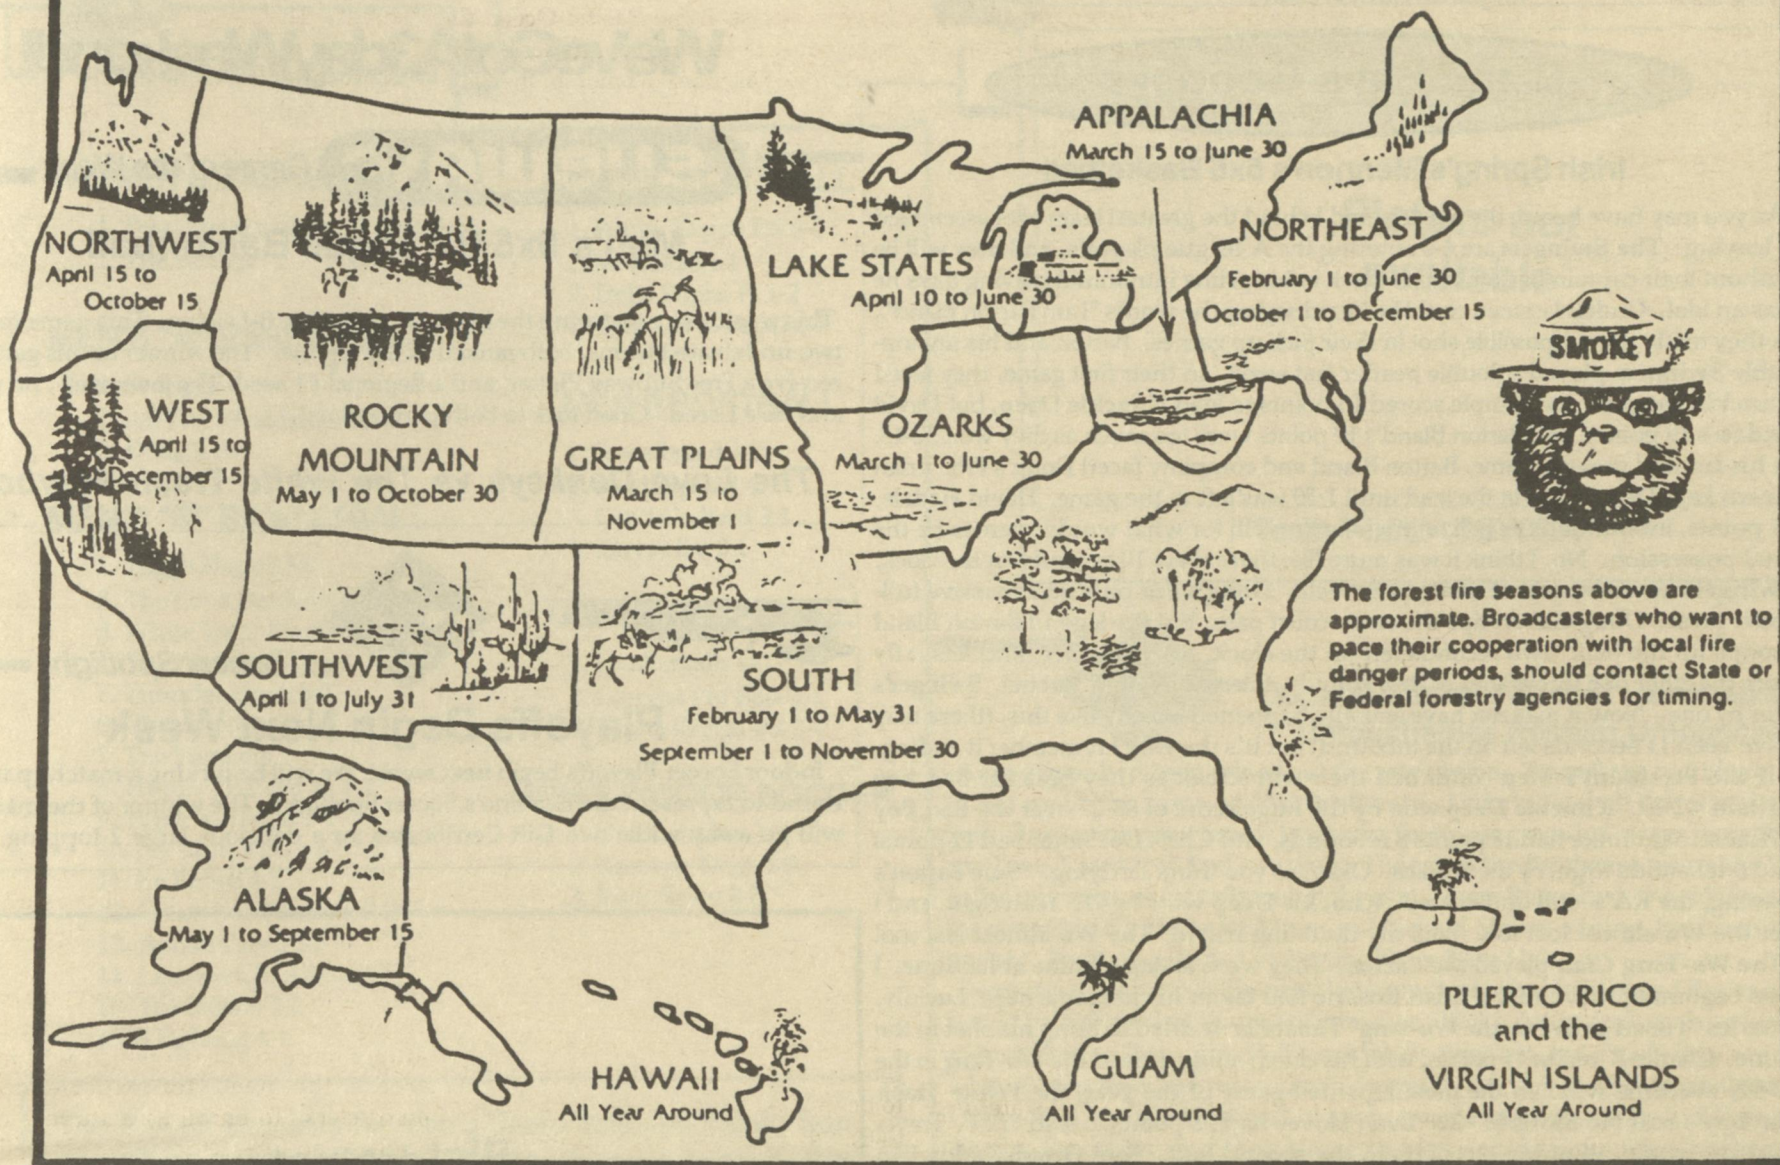 APPALACHIA
March 15 to June 30
NORTHWEST
April 15 to
October 15
LAKE STATES
April 10 to June 30
NORTHEAST
February 1 to June 30
October 1 to December 15
SMOKEY
WEST
April 15 to
December 15
ROCKY
MOUNTAIN
May 1 to October 30
GREAT PLAINS
March 15 to
November 1
OZARKS
March 1 to June 30
The forest fire seasons above are
approximate. Broadcasters who want to
pace their cooperation with local fire
danger periods, should contact State or
Federal forestry agencies for timing.
SOUTHWEST
April 1 to July 31
SOUTH
February 1 to May 31
September 1 to November 30
ALASKA
May 1 to September 15
HAWAII
All Year Around
GUAM
All Year Around
PUERTO RICO
and the
VIRGIN ISLANDS
All Year Around